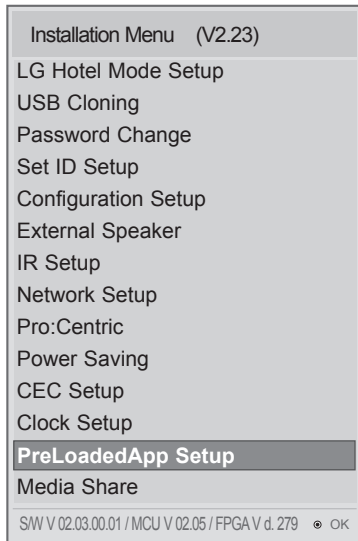 Installation Menu (V2.23)
LG Hotel Mode Setup
USB Cloning
Password Change
Set ID Setup
Configuration Setup
External Speaker
IR Setup
Network Setup
Pro:Centric
Power Saving
CEC Setup
Clock Setup
PreLoadedApp Setup
Media Share
S/W V 02.03.00.01 / MCU V 02.05 / FPGA V d. 279 ◉ OK